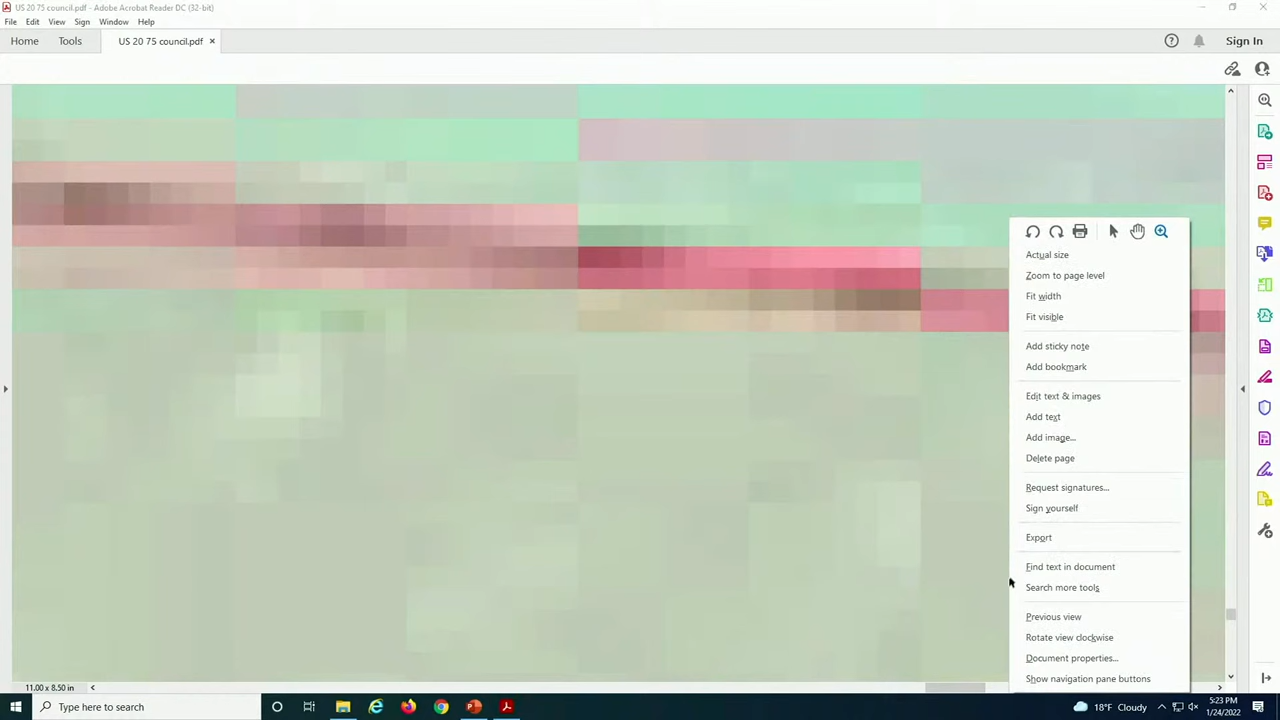 US 20 75 council.pdf - Adobe Acrobat Reader DC (32-bit)
File Edit View Sign Window Help
Home Tools US 20 75 council.pdf × Sign In
Actual size
Zoom to page level
Fit width
Fit visible
Add sticky note
Add bookmark
Edit text & images
Add text
Add image...
Delete page
Request signatures...
Sign yourself
Export
Find text in document
Search more tools
Previous view
Rotate view clockwise
Document properties...
Show navigation pane buttons
11.00 x 8.50 in
Type here to search
18°F Cloudy
5:23 PM
1/24/2022